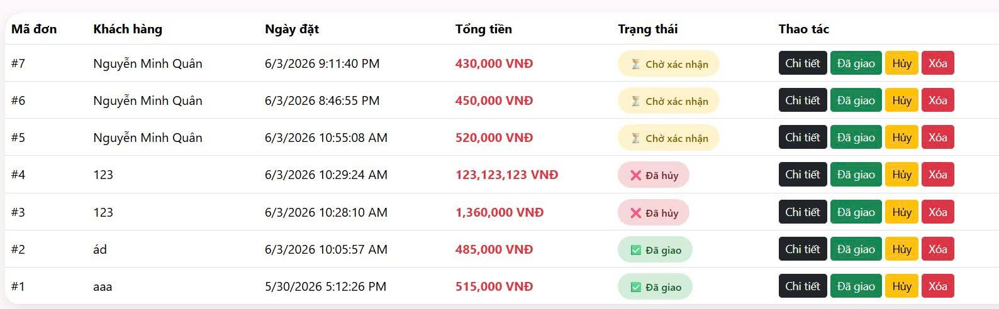 Mã đơn Khách hàng Ngày đặt Tổng tiền Trạng thái Thao tác
#7 Nguyễn Minh Quân 6/3/2026 9:11:40 PM 430,000 VNĐ ⏳ Chờ xác nhận Chi tiết Đã giao Hủy Xóa
#6 Nguyễn Minh Quân 6/3/2026 8:46:55 PM 450,000 VNĐ ⏳ Chờ xác nhận Chi tiết Đã giao Hủy Xóa
#5 Nguyễn Minh Quân 6/3/2026 10:55:08 AM 520,000 VNĐ ⏳ Chờ xác nhận Chi tiết Đã giao Hủy Xóa
#4 123 6/3/2026 10:29:24 AM 123,123,123 VNĐ ❌ Đã hủy Chi tiết Đã giao Hủy Xóa
#3 123 6/3/2026 10:28:10 AM 1,360,000 VNĐ ❌ Đã hủy Chi tiết Đã giao Hủy Xóa
#2 ád 6/3/2026 10:05:57 AM 485,000 VNĐ ✅ Đã giao Chi tiết Đã giao Hủy Xóa
#1 aaa 5/30/2026 5:12:26 PM 515,000 VNĐ ✅ Đã giao Chi tiết Đã giao Hủy Xóa